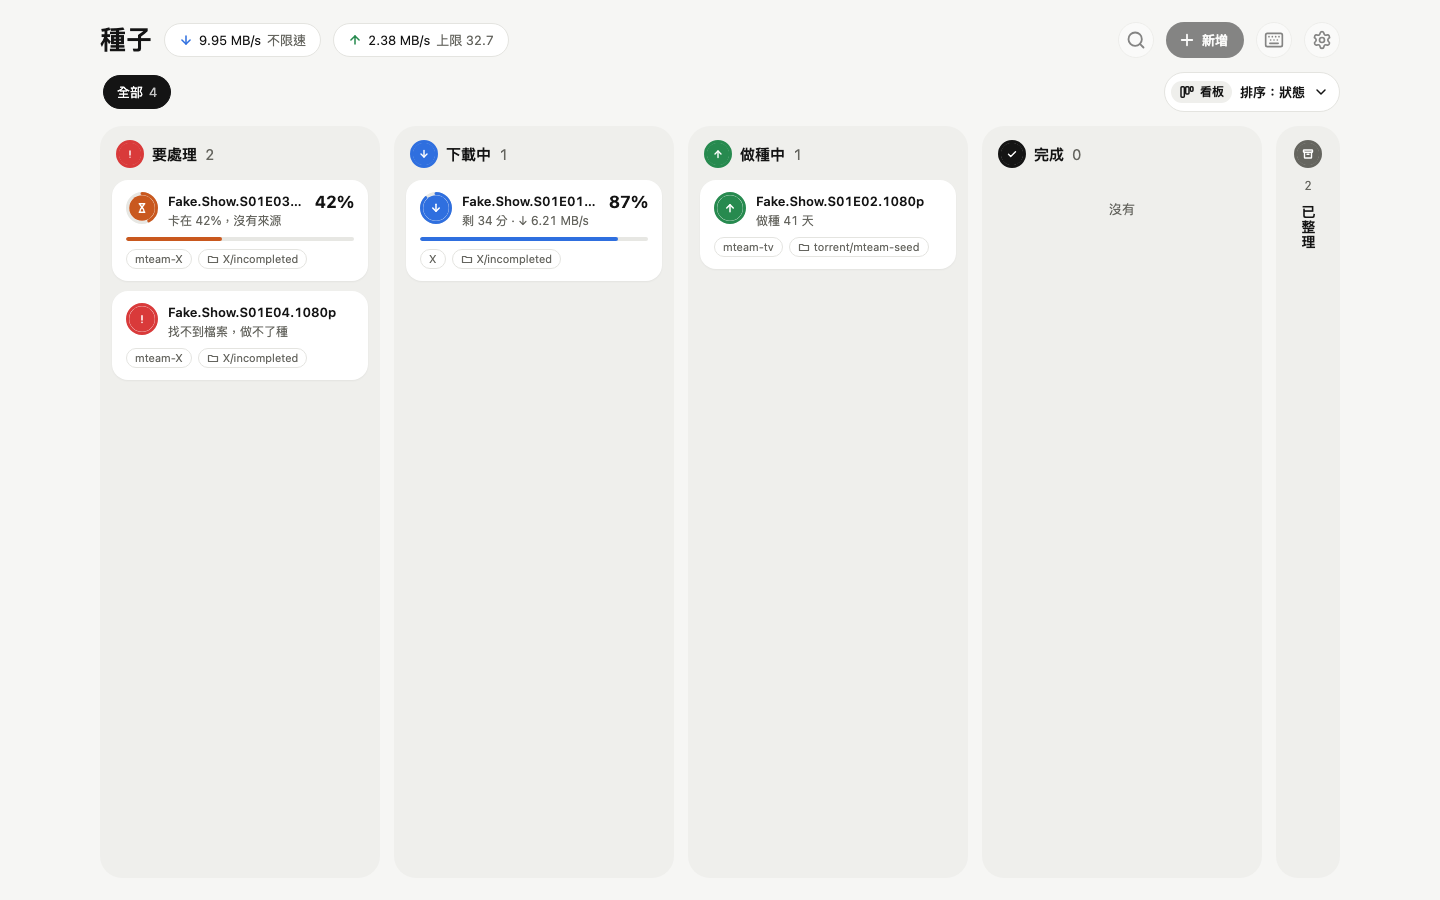 種子
9.95 MB/s 不限速
2.38 MB/s 上限 32.7
新增
全部 4
看板 排序：狀態
要處理 2
Fake.Show.S01E03... 42%
卡在 42%，沒有來源
mteam-X X/incompleted
Fake.Show.S01E04.1080p
找不到檔案，做不了種
mteam-X X/incompleted
下載中 1
Fake.Show.S01E01... 87%
剩 34 分 · ↓ 6.21 MB/s
X X/incompleted
做種中 1
Fake.Show.S01E02.1080p
做種 41 天
mteam-tv torrent/mteam-seed
完成 0
沒有
2
已整理